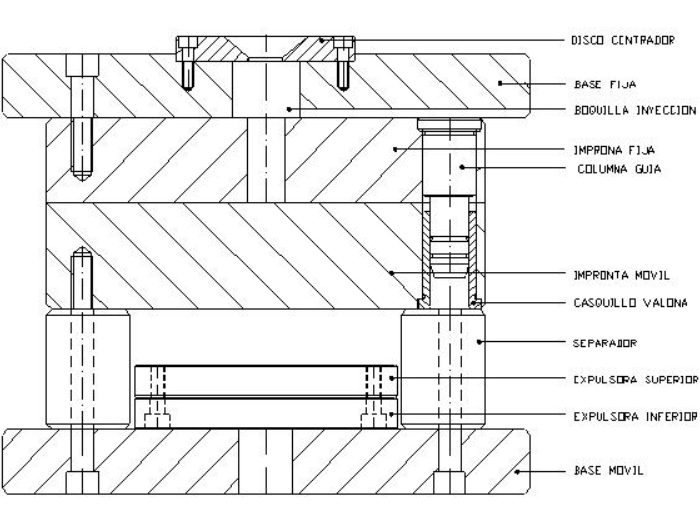 DISCO CENTRADOR
BASE FIJA
BOQUILLA INYECCION
IMPRONA FIJA
COLUMNA GUIA
IMPRONTA MOVIL
CASQUILLO VALONA
SEPARADOR
EXPULSORA SUPERIOR
EXPULSORA INFERIOR
BASE MOVIL